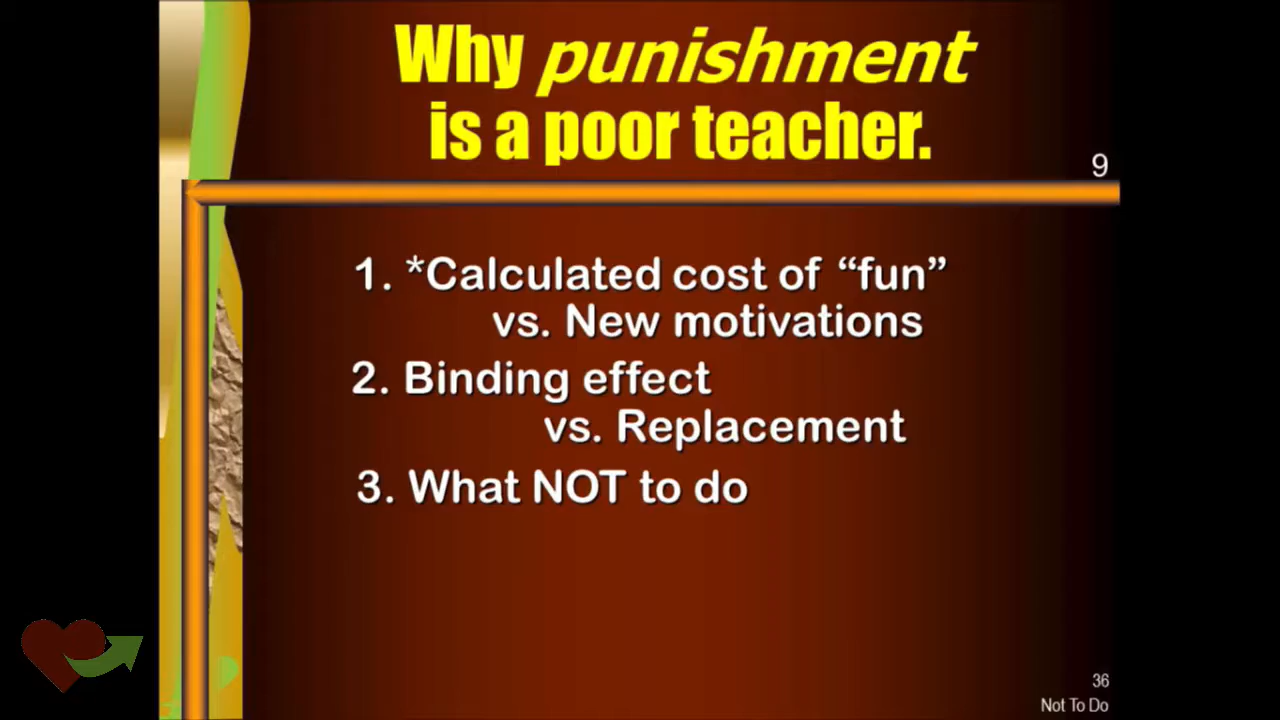 Why punishment
is a poor teacher.
9
1. *Calculated cost of “fun”
vs. New motivations
2. Binding effect
vs. Replacement
3. What NOT to do
36
Not To Do